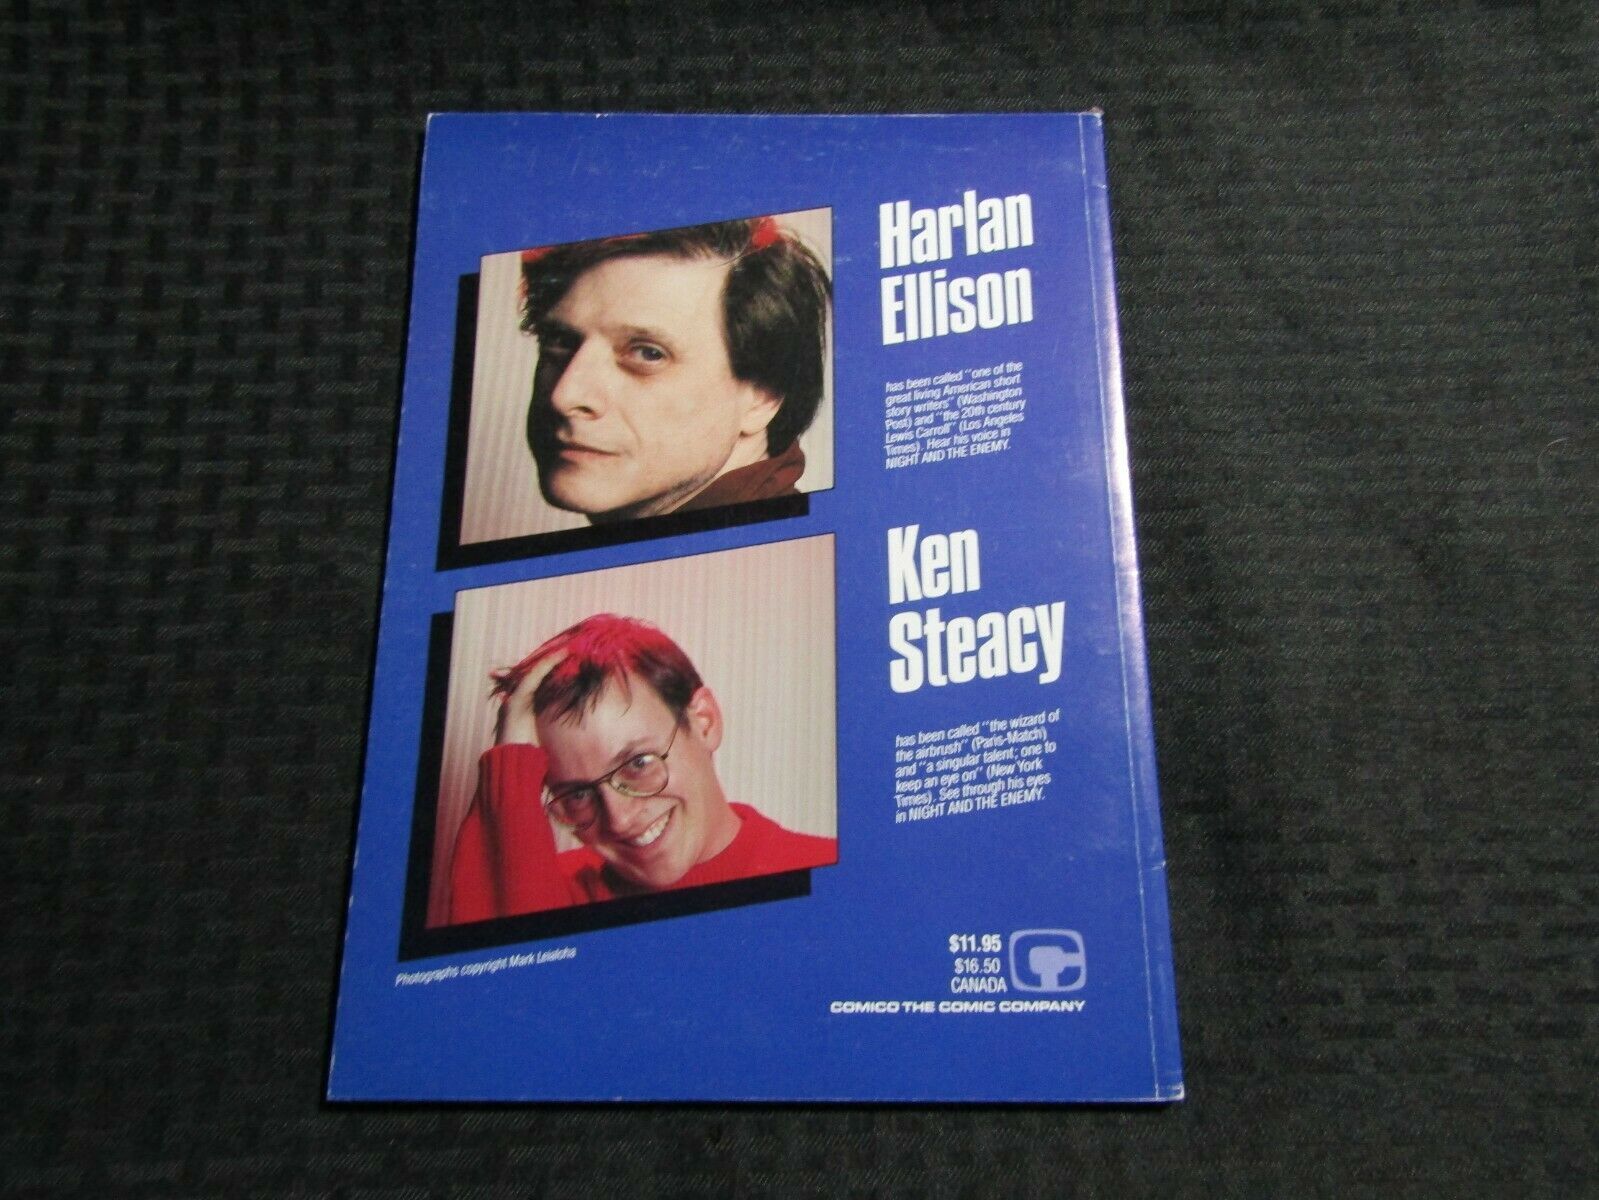 Harlan
Ellison
has been called "one of the
great living American short
story writers" (Washington
Post) and "the 20th century
Lewis Carroll" (Los Angeles
Times). Hear his voice in
NIGHT AND THE ENEMY.
Ken
Steacy
has been called "the wizard of
the airbrush" (Paris-Match)
and "a singular talent; one to
keep an eye on" (New York
Times). See through his eyes
in NIGHT AND THE ENEMY.
Photographs copyright Mark Leialoha
$11.95
$16.50
CANADA
COMICO THE COMIC COMPANY